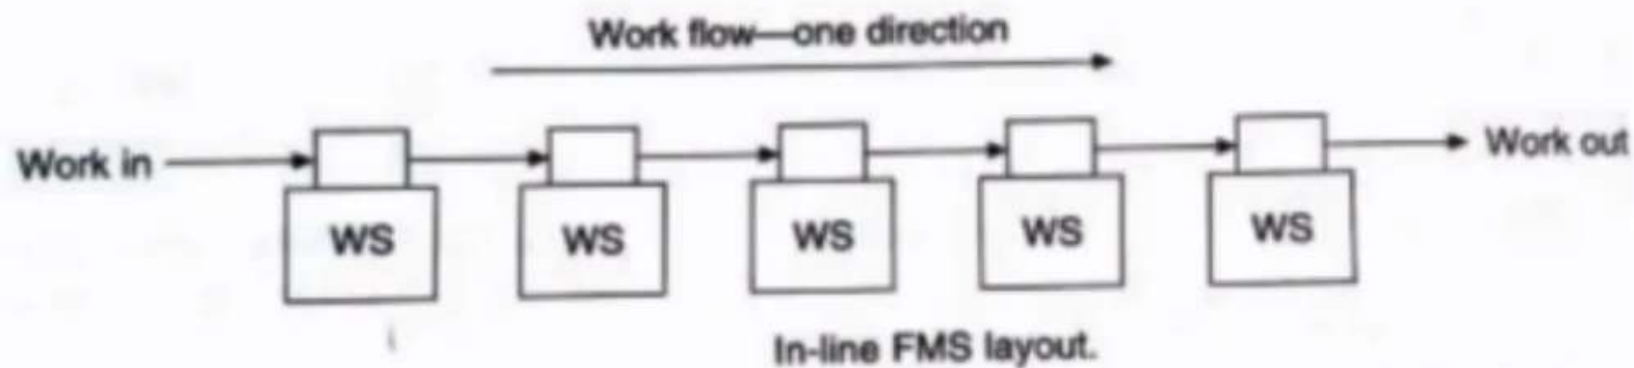 Work flow—one direction
Work in
Work out
WS WS WS WS WS
In-line FMS layout.